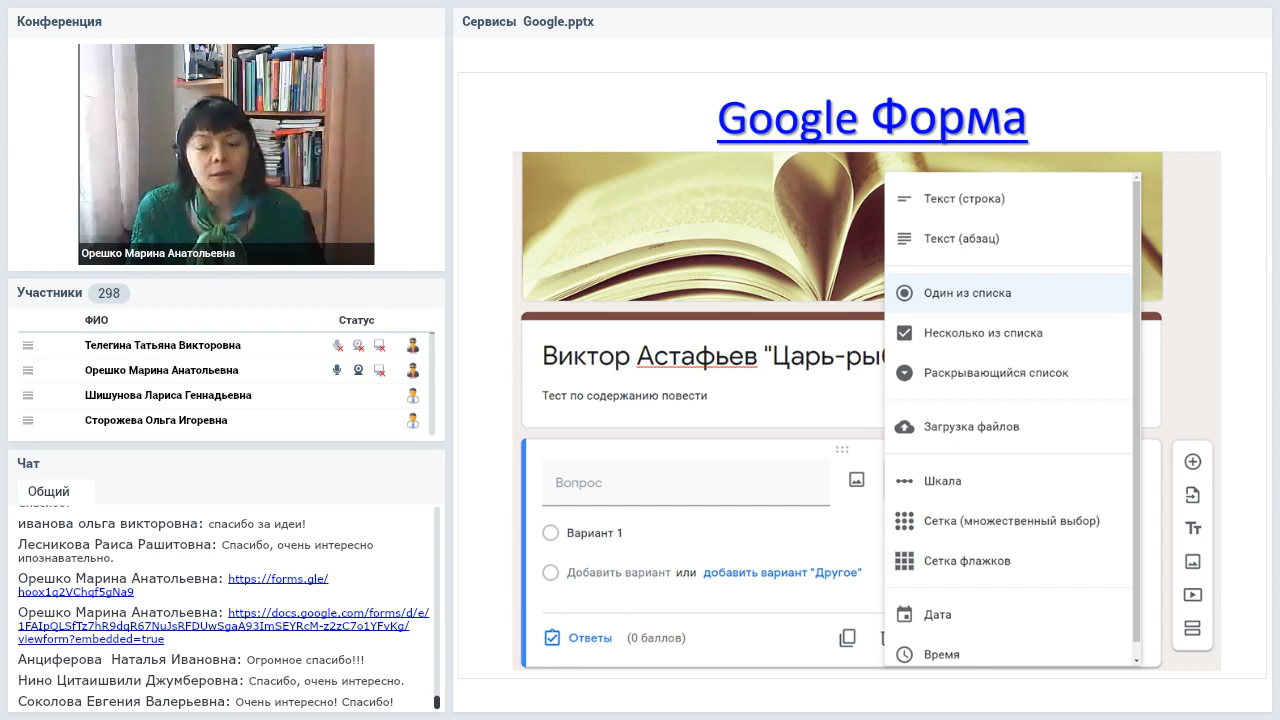 Конференция
Орешко Марина Анатольевна
Участники 298
ФИО Статус
Телегина Татьяна Викторовна
Орешко Марина Анатольевна
Шишунова Лариса Геннадьевна
Сторожева Ольга Игоревна
Чат
Общий
иванова ольга викторовна: спасибо за идеи!
Лесникова Раиса Рашитовна: Спасибо, очень интересно
ипознавательно.
Орешко Марина Анатольевна: https://forms.gle/
hoox1q2VChqf5gNa9
Орешко Марина Анатольевна: https://docs.google.com/forms/d/e/
1FAIpQLSfTz7hR9dqR67NuJsRFDUwSgaA93ImSEYRcM-z2zC7o1YFvKg/
viewform?embedded=true
Анциферова Наталья Ивановна: Огромное спасибо!!!
Нино Цитаишвили Джумберовна: Спасибо, очень интересно.
Соколова Евгения Валерьевна: Очень интересно! Спасибо!
Сервисы Google.pptx
Google Форма
Виктор Астафьев "Царь-рыб
Тест по содержанию повести
Вопрос
Вариант 1
Добавить вариант или добавить вариант "Другое"
Ответы (0 баллов)
Текст (строка)
Текст (абзац)
Один из списка
Несколько из списка
Раскрывающийся список
Загрузка файлов
Шкала
Сетка (множественный выбор)
Сетка флажков
Дата
Время
Tт